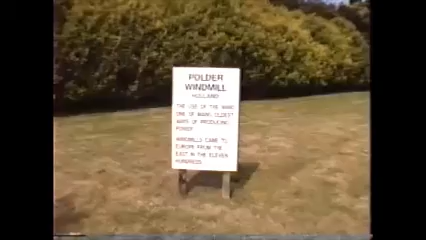 POLDER
WINDMILL
HOLLAND
THE USE OF THE WIND
ONE OF MANS OLDEST
WAYS OF PRODUCING
POWER
WINDMILLS CAME TO
EUROPE FROM THE
EAST IN THE ELEVEN
HUNDREDS